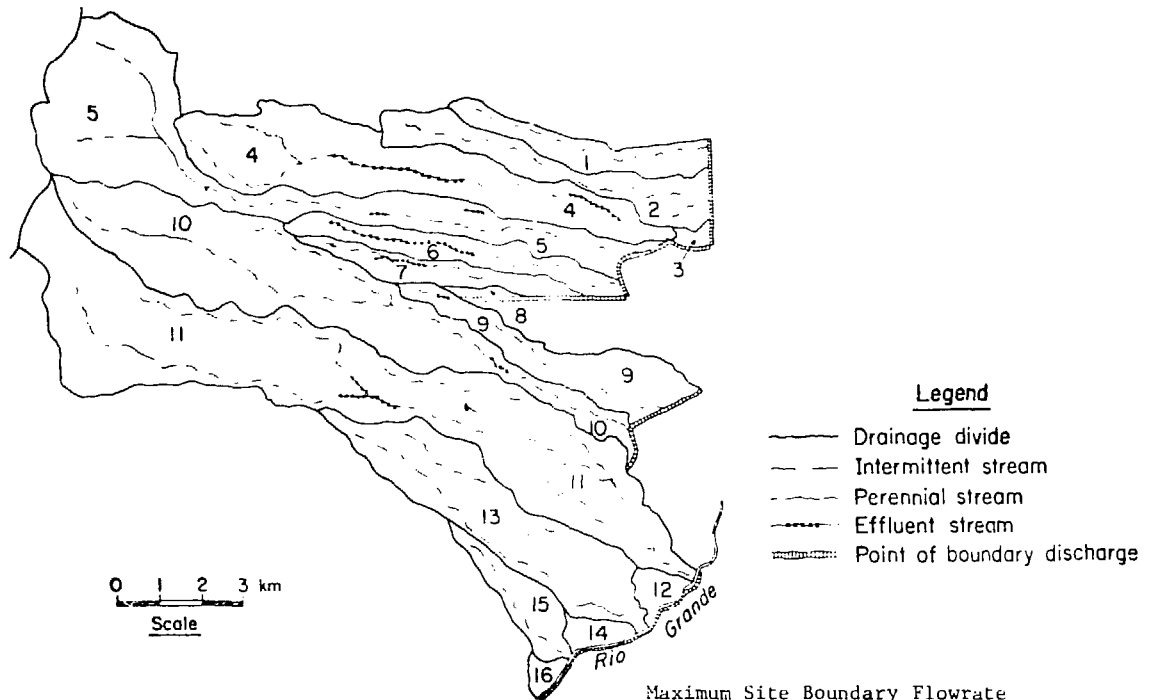 5
4
1
10
4
2
5
6
3
7
8
9
11
9
10
11
13
12
15
14
16
Rio Grande
0 1 2 3 km
Scale
Legend
Drainage divide
Intermittent stream
Perennial stream
Effluent stream
Point of boundary discharge
Maximum Site Boundary Flowrate